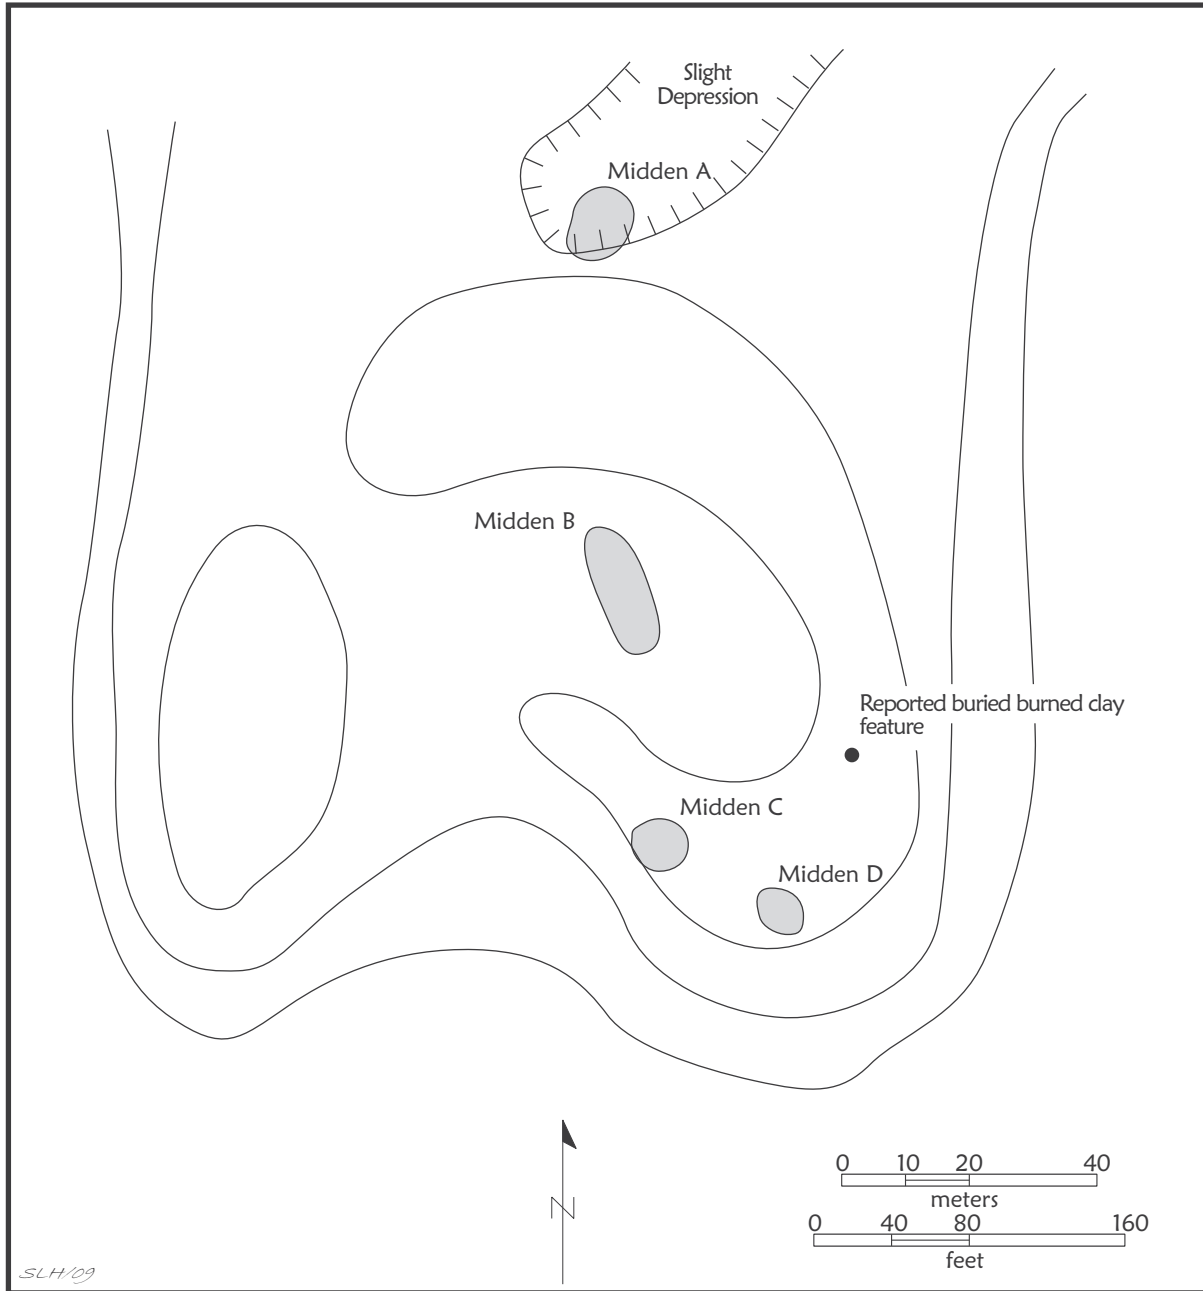 Slight
Depression
Midden A
Midden B
Reported buried burned clay
feature
Midden C
Midden D
N
0 10 20 40
meters
0 40 80 160
feet
SLH/09